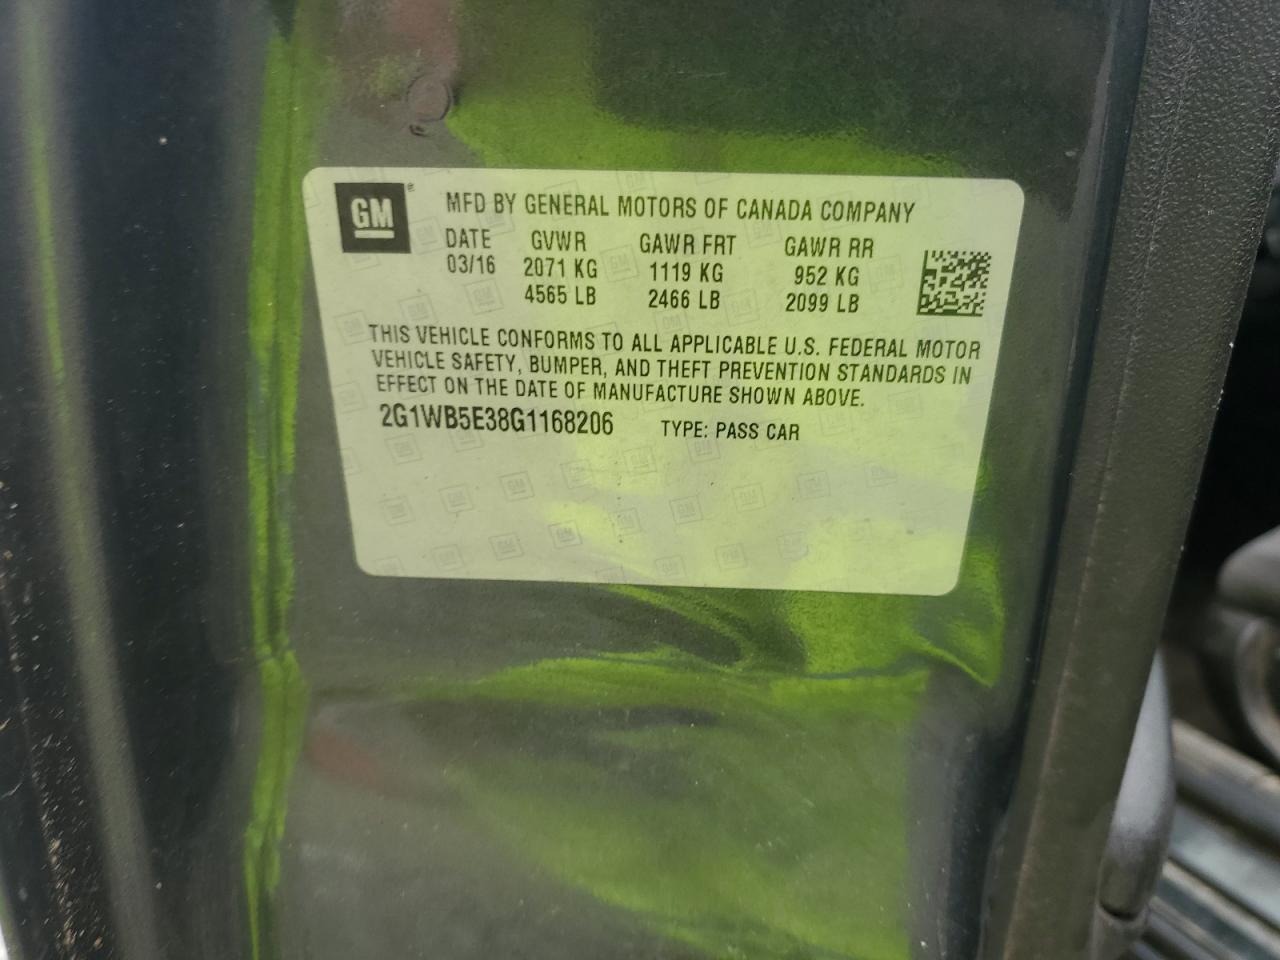 GM
MFD BY GENERAL MOTORS OF CANADA COMPANY
DATE GVWR GAWR FRT GAWR RR
03/16 2071 KG 1119 KG 952 KG
4565 LB 2466 LB 2099 LB
THIS VEHICLE CONFORMS TO ALL APPLICABLE U.S. FEDERAL MOTOR
VEHICLE SAFETY, BUMPER, AND THEFT PREVENTION STANDARDS IN
EFFECT ON THE DATE OF MANUFACTURE SHOWN ABOVE.
2G1WB5E38G1168206 TYPE: PASS CAR